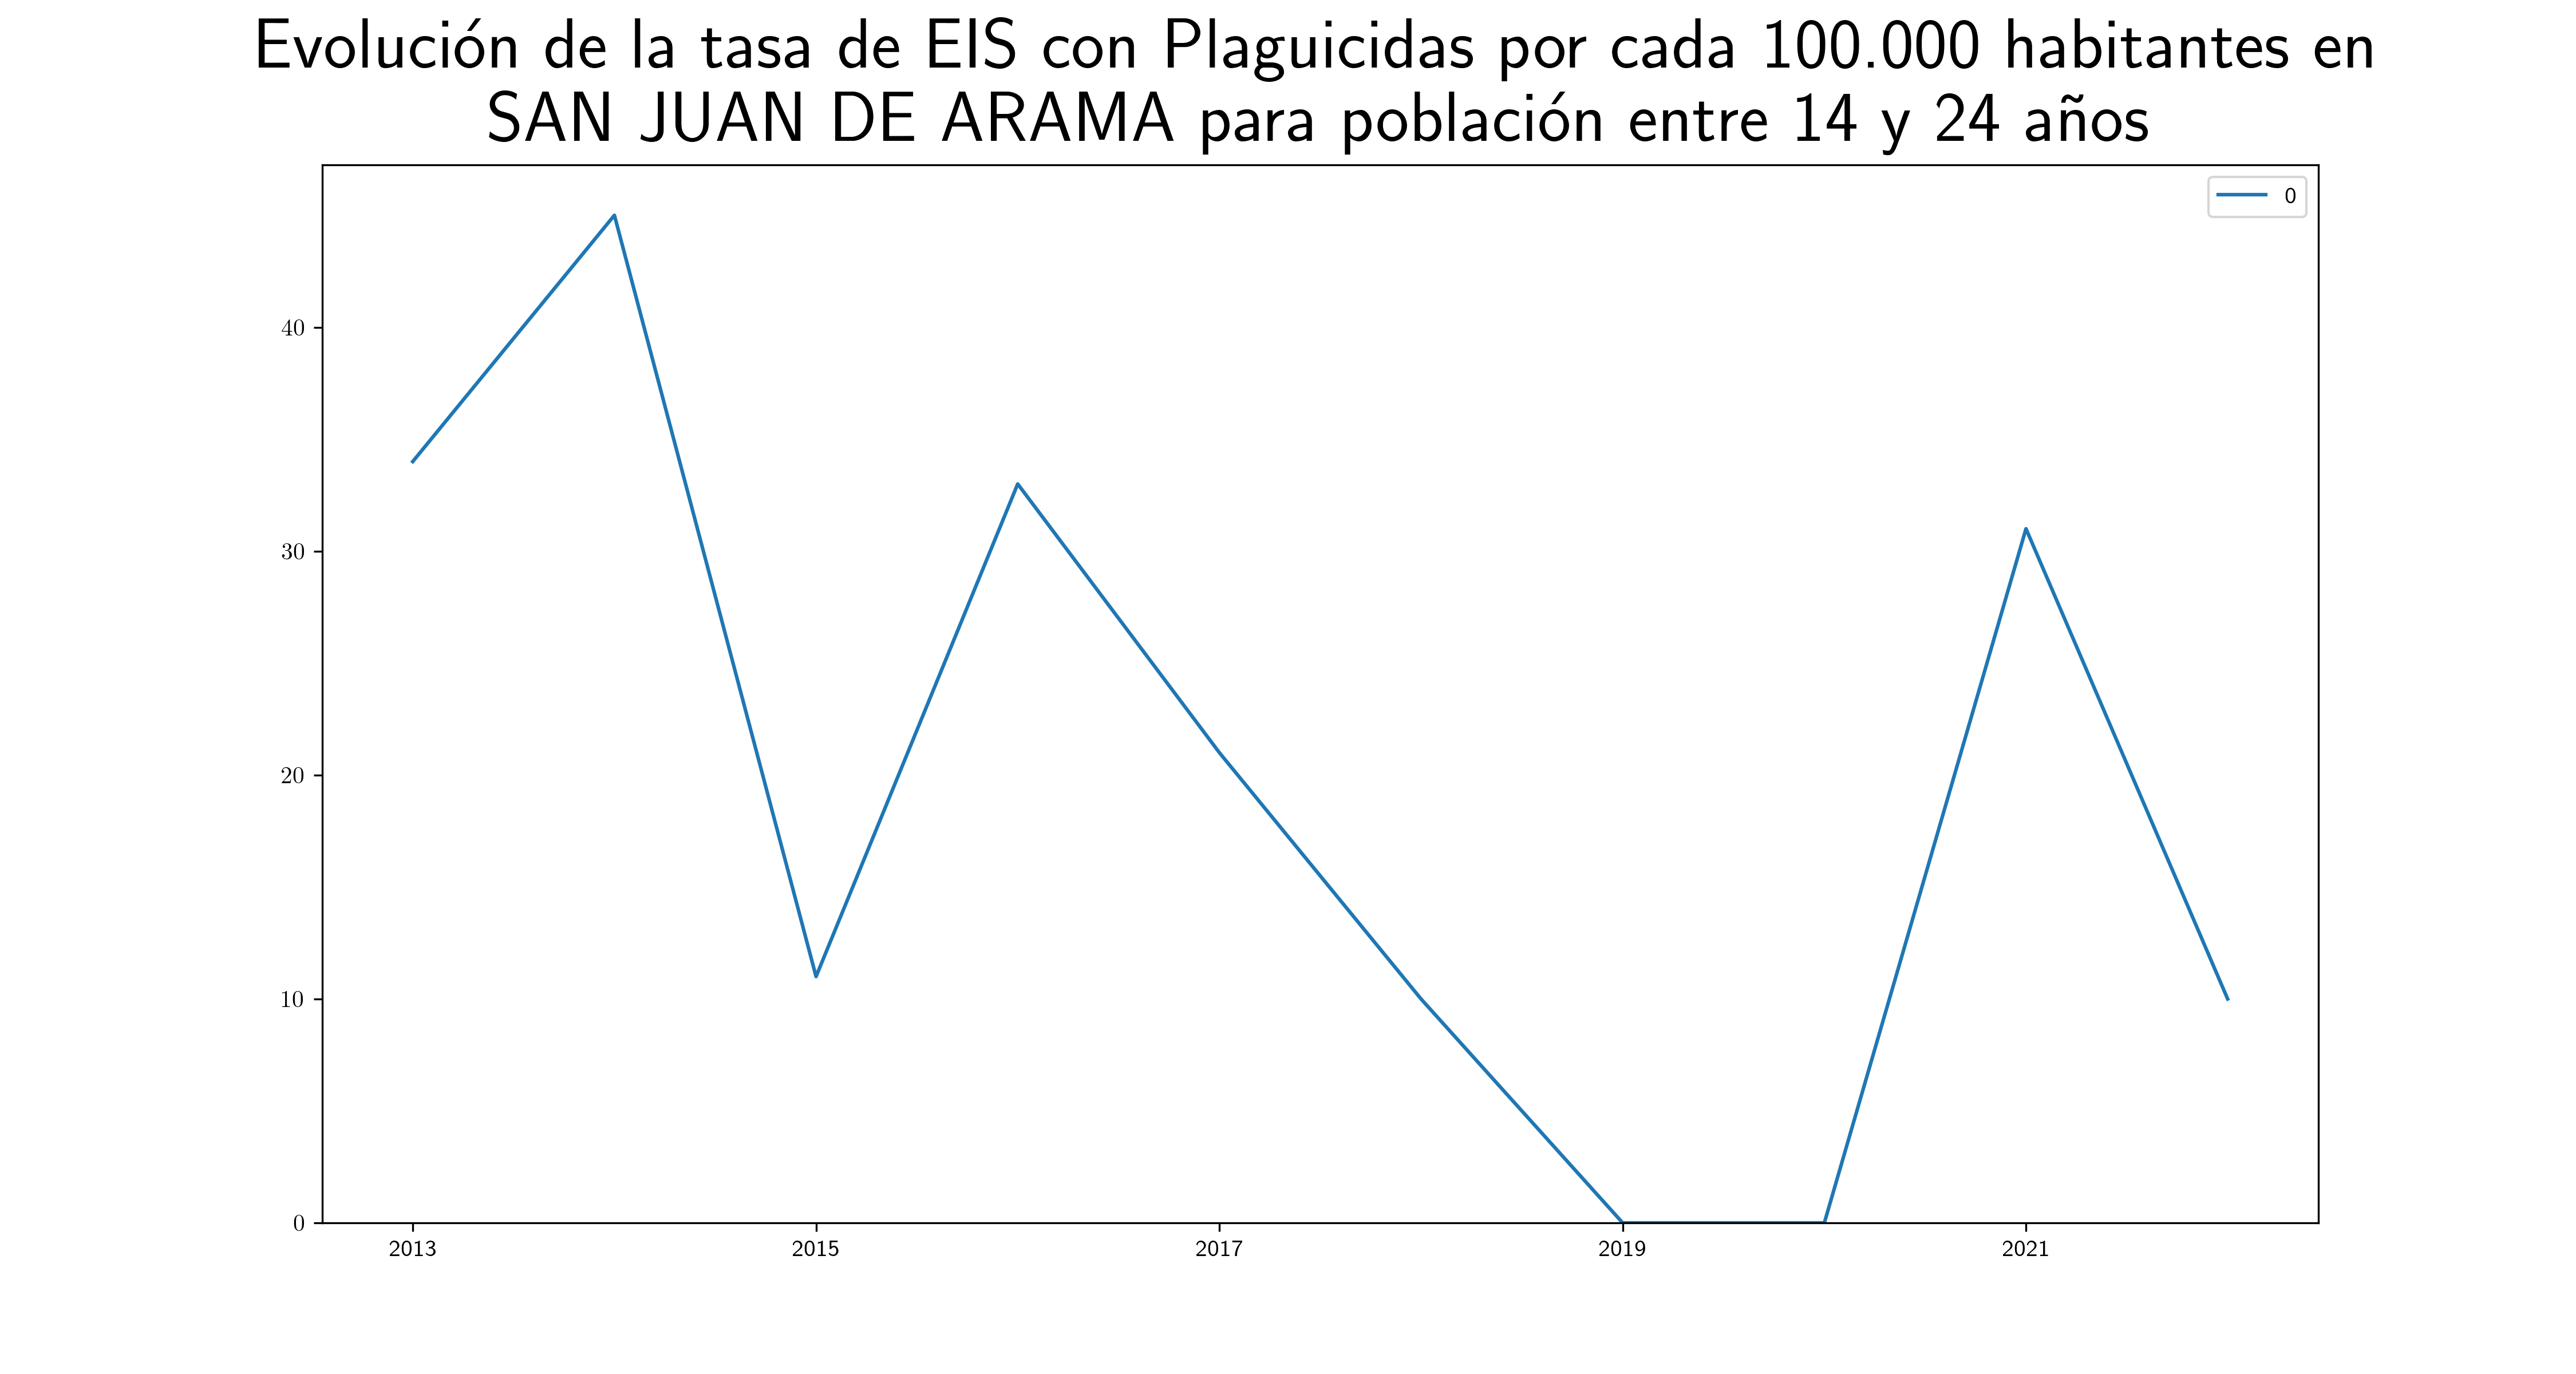 Evolución de la tasa de EIS con Plaguicidas por cada 100.000 habitantes en
SAN JUAN DE ARAMA para población entre 14 y 24 años
0
40
30
20
10
0
2013 2015 2017 2019 2021